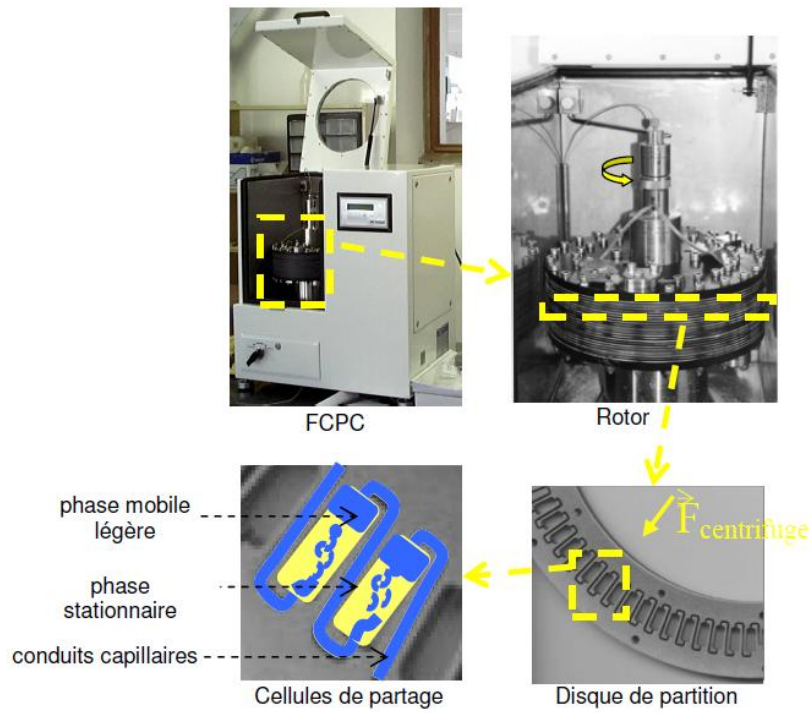 FCPC
Rotor
phase mobile
légère
phase
stationnaire
conduits capillaires
F centrifuge
Cellules de partage
Disque de partition